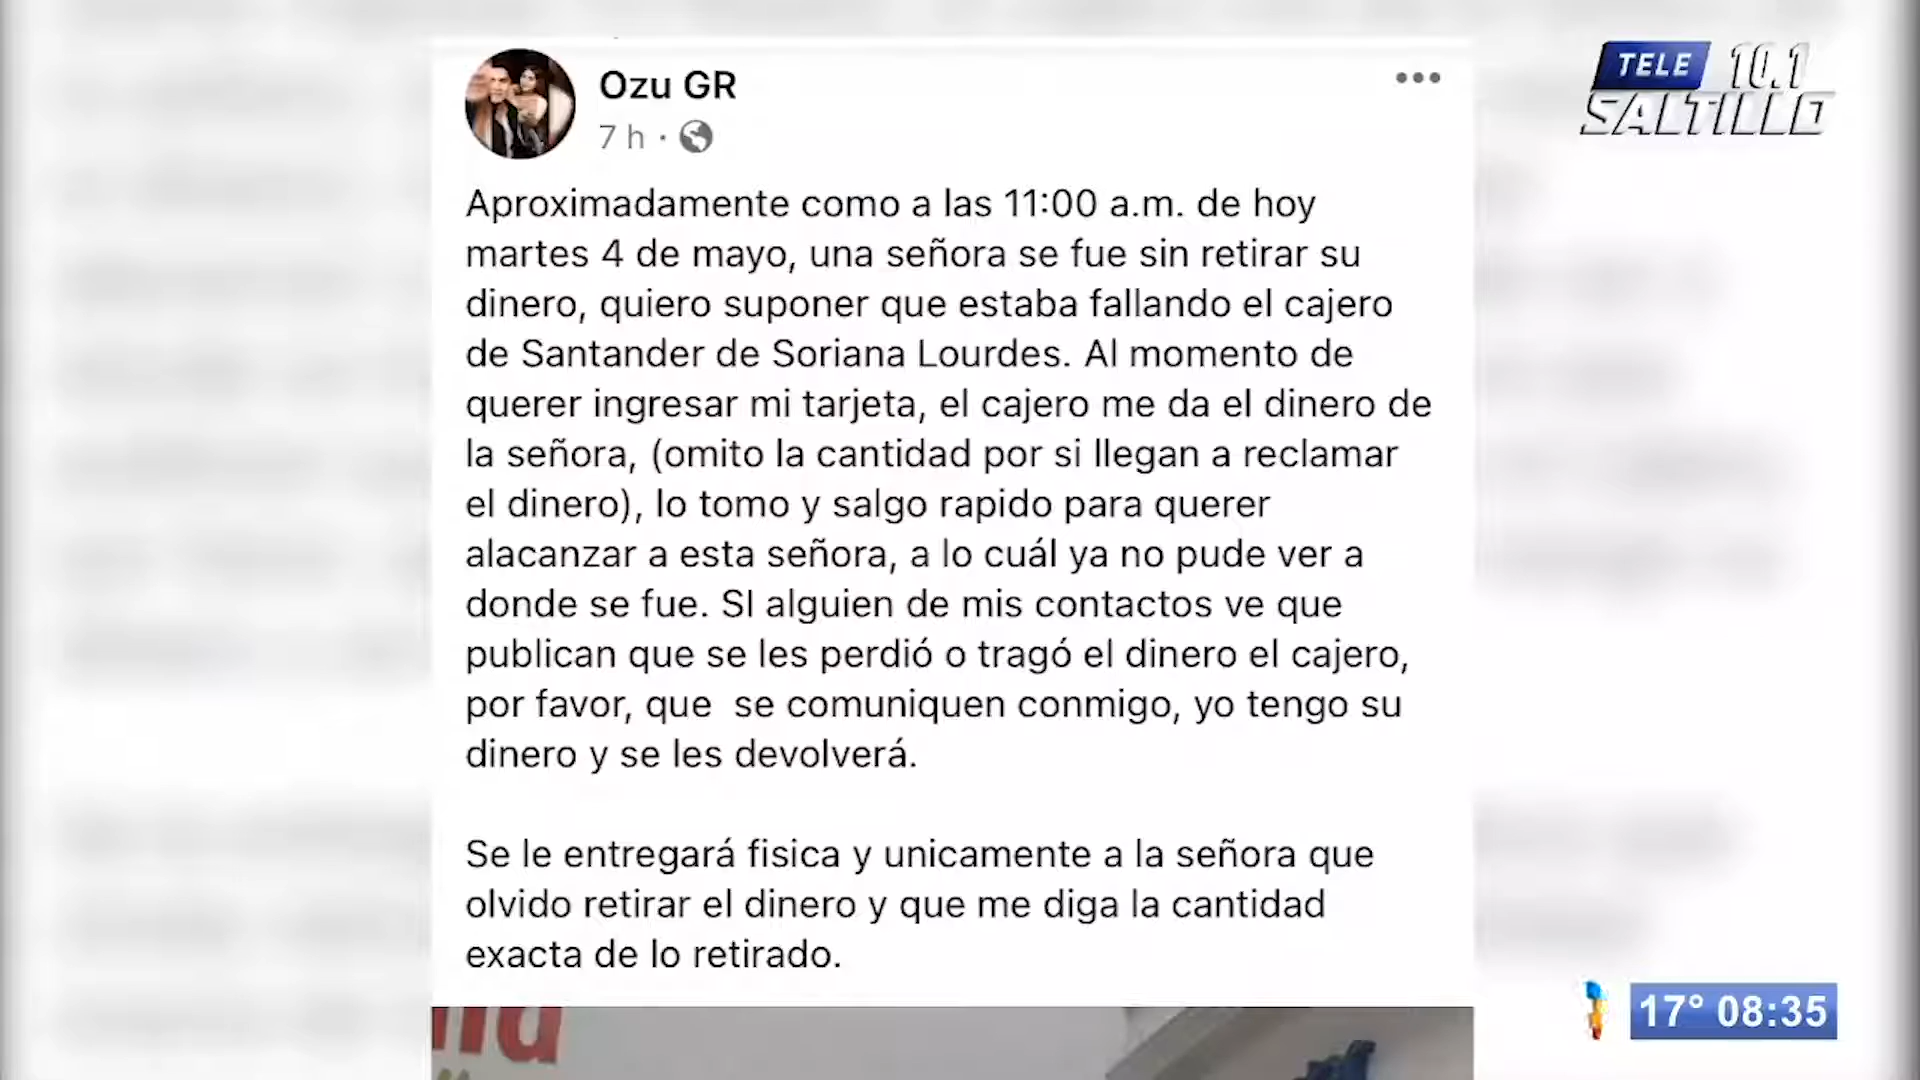 Ozu GR
7 h ·
Aproximadamente como a las 11:00 a.m. de hoy
martes 4 de mayo, una señora se fue sin retirar su
dinero, quiero suponer que estaba fallando el cajero
de Santander de Soriana Lourdes. Al momento de
querer ingresar mi tarjeta, el cajero me da el dinero de
la señora, (omito la cantidad por si llegan a reclamar
el dinero), lo tomo y salgo rapido para querer
alacanzar a esta señora, a lo cuál ya no pude ver a
donde se fue. SI alguien de mis contactos ve que
publican que se les perdió o tragó el dinero el cajero,
por favor, que  se comuniquen conmigo, yo tengo su
dinero y se les devolverá.
Se le entregará fisica y unicamente a la señora que
olvido retirar el dinero y que me diga la cantidad
exacta de lo retirado.
TELE 10.1
SALTILLO
17° 08:35